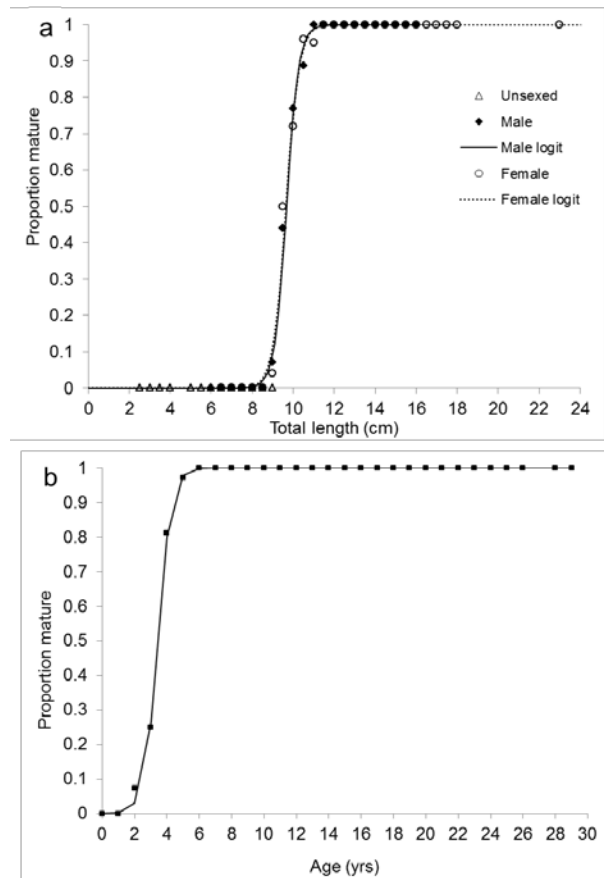 a
1
0.9
0.8
0.7
0.6
0.5
0.4
0.3
0.2
0.1
0
Proportion mature
Unsexed
Male
Male logit
Female
Female logit
0 2 4 6 8 10 12 14 16 18 20 22 24
Total length (cm)
b
1
0.9
0.8
0.7
0.6
0.5
0.4
0.3
0.2
0.1
0
Proportion mature
0 2 4 6 8 10 12 14 16 18 20 22 24 26 28 30
Age (yrs)